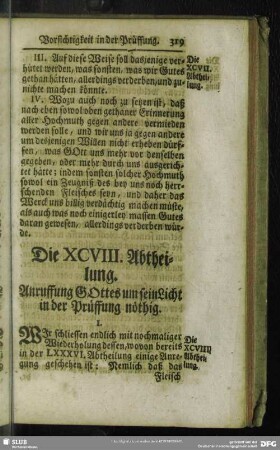 Vorsichtigkeit in der Prüffung. 319
III. Auf diese Weise soll dasjenige ver-
hütet werden, was sonsten, was wir Gutes
gethan hätten, allerdings verderben, und zu-
nichte machen könnte.
Die
XCVII.
Abthei-
lung.
IV. Wozu auch noch zu setzen ist, daß
nach eben sowol oben gethaner Erinnerung
aller Hochmuth gegen andere vermieden
werden solle, und wir uns ja gegen andere
um desjenigen Willen nicht erheben dürf-
sen, was GOtt uns mehr vor denselben
gegeben, oder mehr durch uns ausgerich-
tet hätte; indem sonsten solcher Hochmuth
sowol ein Zeugniß des bey uns noch herr-
schenden Fleisches seyn, und daher das
Werck uns billig verdächtig machen müste,
als auch was noch einigerley massen Gutes
daran gewesen, allerdings verderben wür-
de.
Die XCVIII. Abthei-
lung.
Anruffung GOttes um sein Licht
in der Prüffung nöthig.
I.
WIr schliessen endlich mit nochmaliger
Wiederholung dessen, wovon bereits
in der LXXXVI. Abtheilung einige Anre-
gung geschehen ist; Nemlich daß das
Die
XCVIII
Abthei
lung.
Fleisch
SLUB
DFG